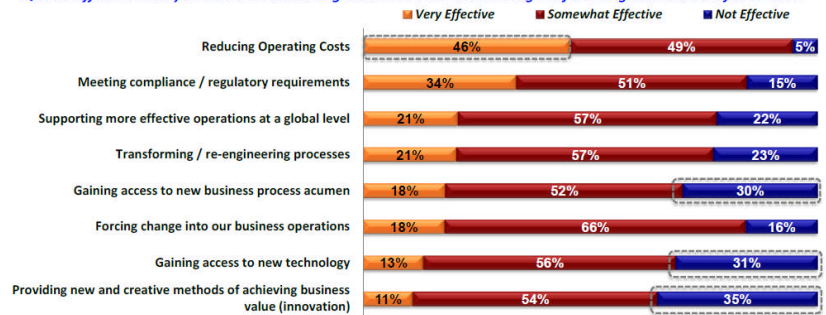 Very Effective Somewhat Effective Not Effective
Reducing Operating Costs 46% 49% 5%
Meeting compliance / regulatory requirements 34% 51% 15%
Supporting more effective operations at a global level 21% 57% 22%
Transforming / re-engineering processes 21% 57% 23%
Gaining access to new business process acumen 18% 52% 30%
Forcing change into our business operations 18% 66% 16%
Gaining access to new technology 13% 56% 31%
Providing new and creative methods of achieving business
value (innovation) 11% 54% 35%